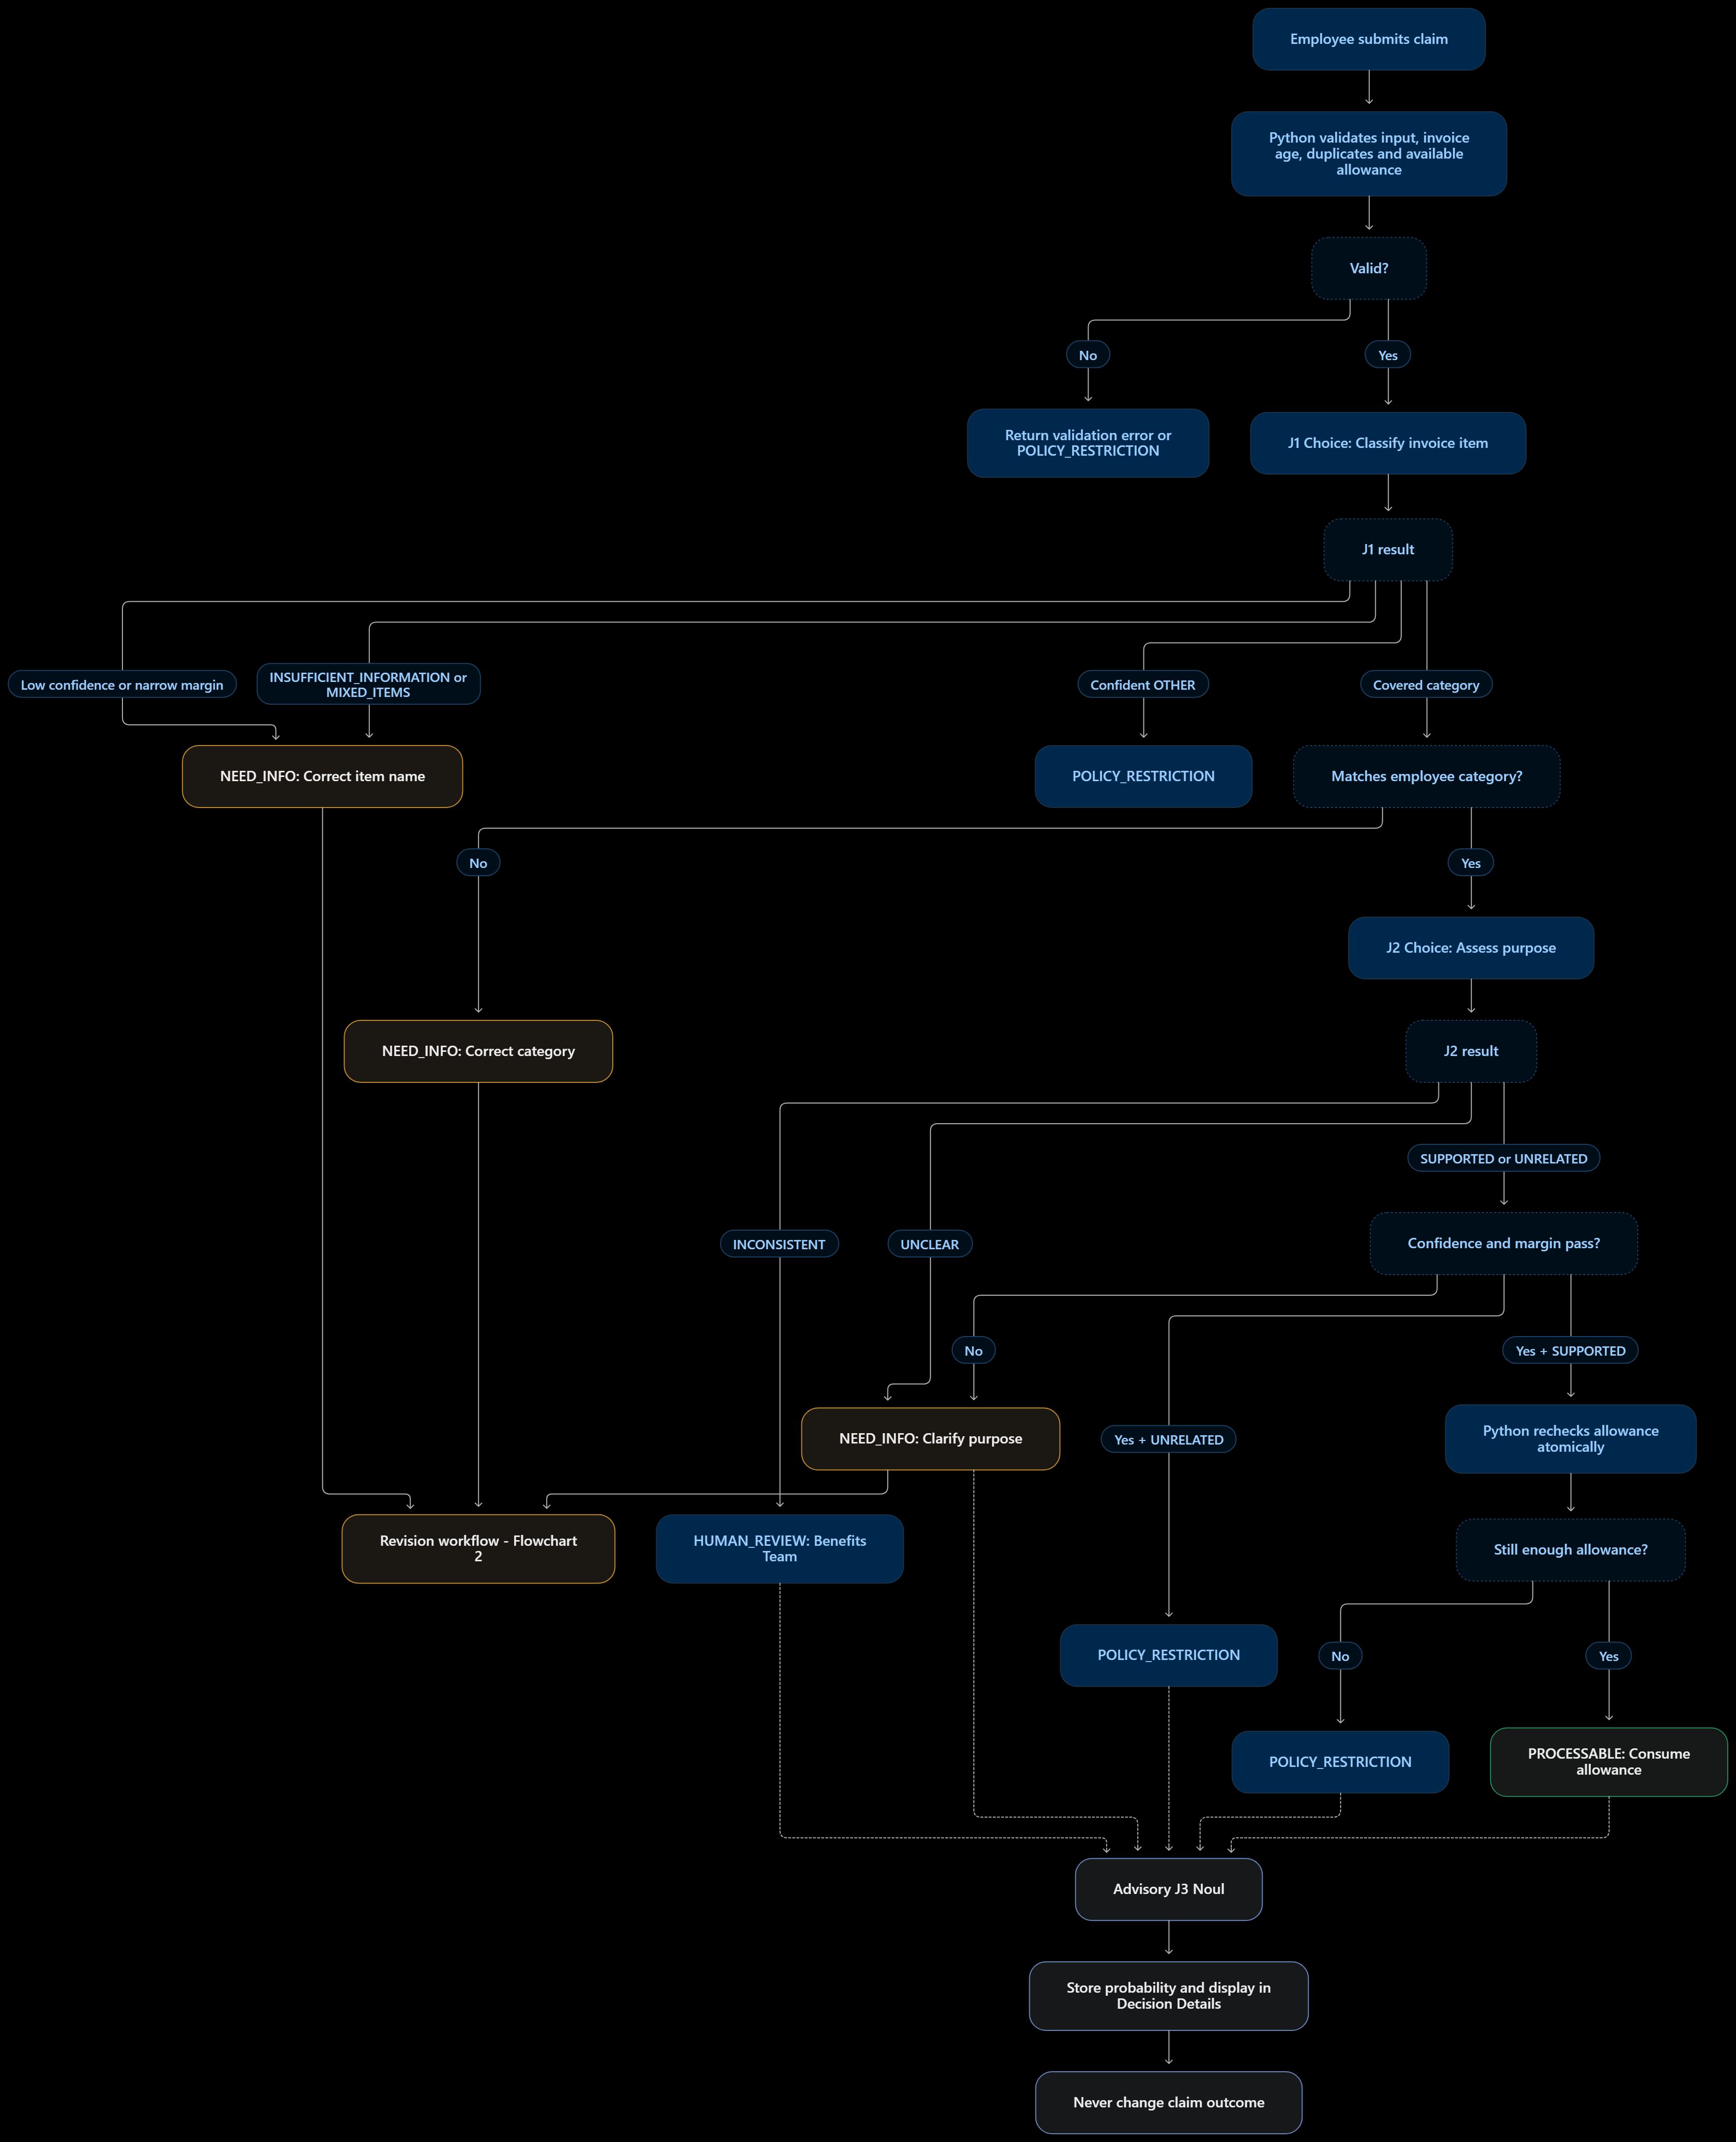 Employee submits claim
Python validates input, invoice
age, duplicates and available
allowance
Valid?
No
Yes
Return validation error or
POLICY_RESTRICTION
J1 Choice: Classify invoice item
J1 result
Low confidence or narrow margin
INSUFFICIENT_INFORMATION or
MIXED_ITEMS
Confident OTHER
Covered category
NEED_INFO: Correct item name
POLICY_RESTRICTION
Matches employee category?
No
Yes
J2 Choice: Assess purpose
NEED_INFO: Correct category
J2 result
SUPPORTED or UNRELATED
INCONSISTENT
UNCLEAR
Confidence and margin pass?
No
Yes + SUPPORTED
NEED_INFO: Clarify purpose
Yes + UNRELATED
Python rechecks allowance
atomically
Revision workflow - Flowchart
2
HUMAN_REVIEW: Benefits
Team
Still enough allowance?
POLICY_RESTRICTION
No
Yes
POLICY_RESTRICTION
PROCESSABLE: Consume
allowance
Advisory J3 Noul
Store probability and display in
Decision Details
Never change claim outcome